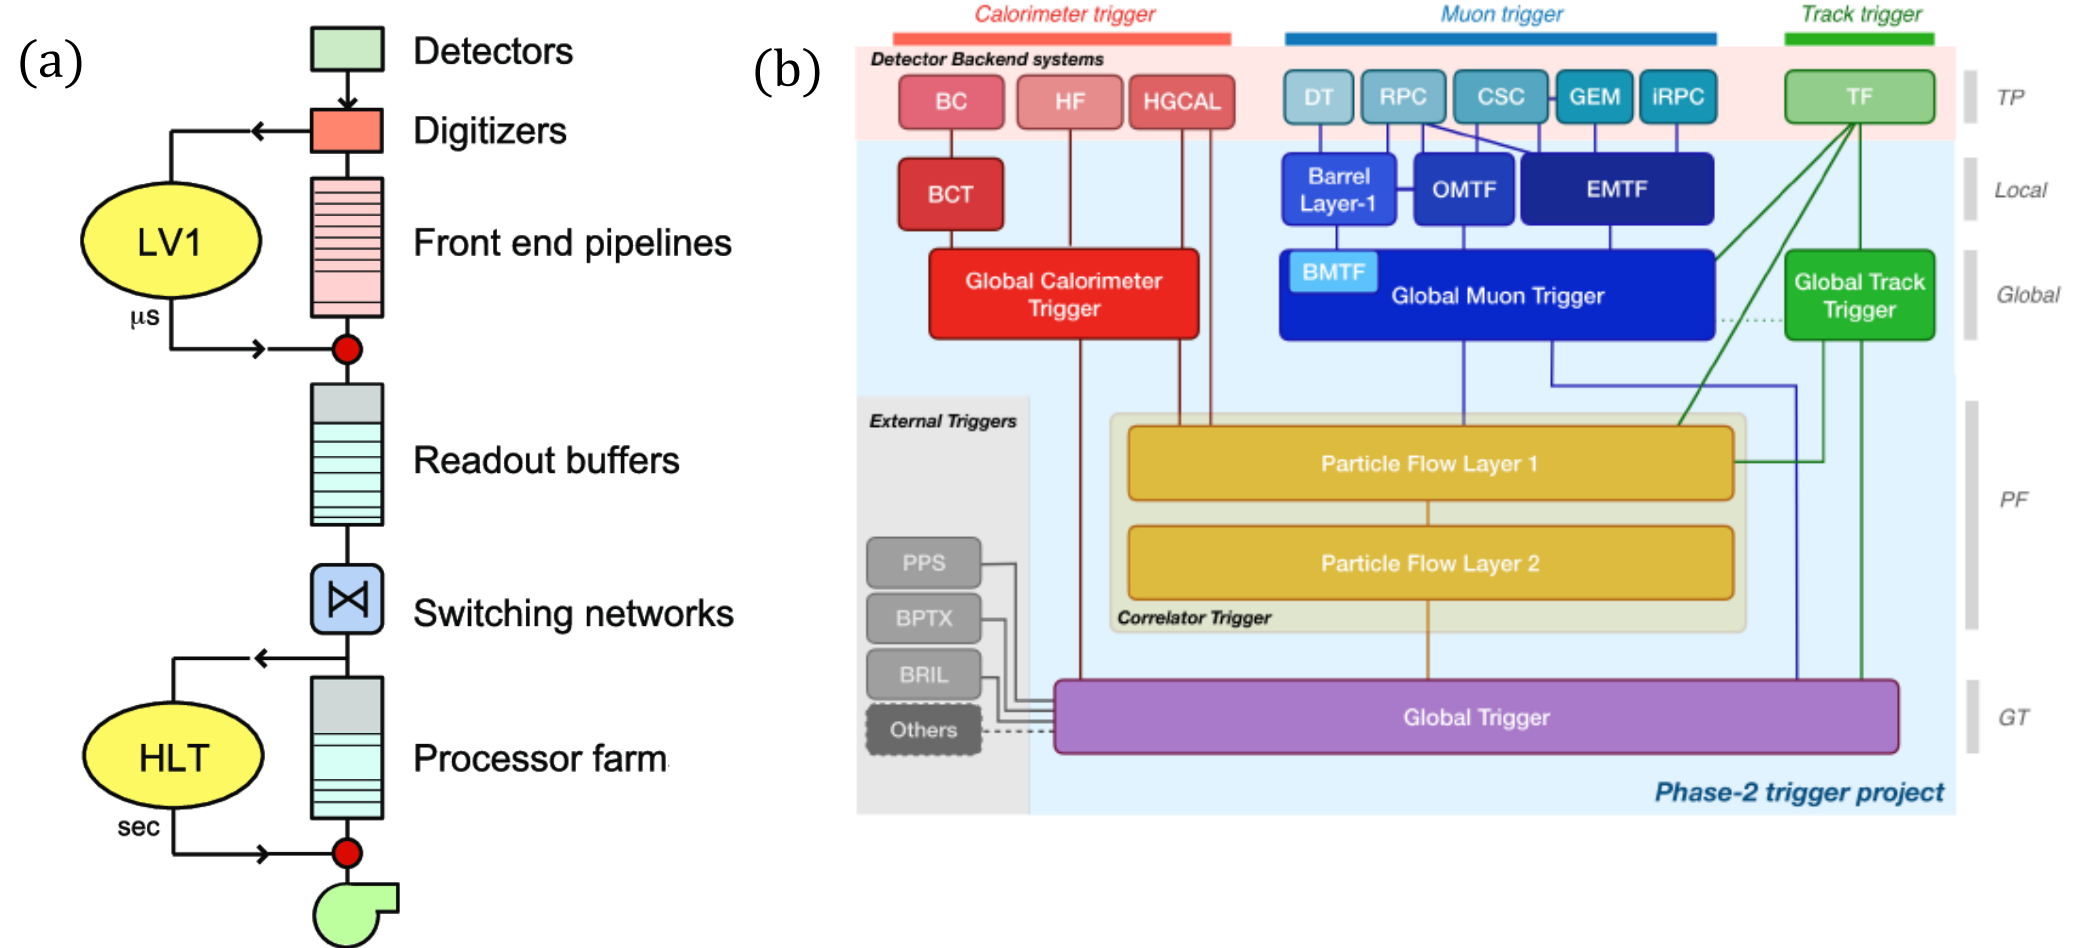 (a)
Detectors
Digitizers
LV1
Front end pipelines
μs
Readout buffers
Switching networks
HLT
Processor farm
sec
(b)
Calorimeter trigger
Muon trigger
Track trigger
Detector Backend systems
BC
HF
HGCAL
DT
RPC
CSC
GEM
iRPC
TF
TP
BCT
Barrel
Layer-1
OMTF
EMTF
Local
Global Calorimeter
Trigger
BMTF
Global Muon Trigger
Global Track
Trigger
Global
External Triggers
Particle Flow Layer 1
PF
Particle Flow Layer 2
Correlator Trigger
PPS
BPTX
BRIL
Others
Global Trigger
GT
Phase-2 trigger project